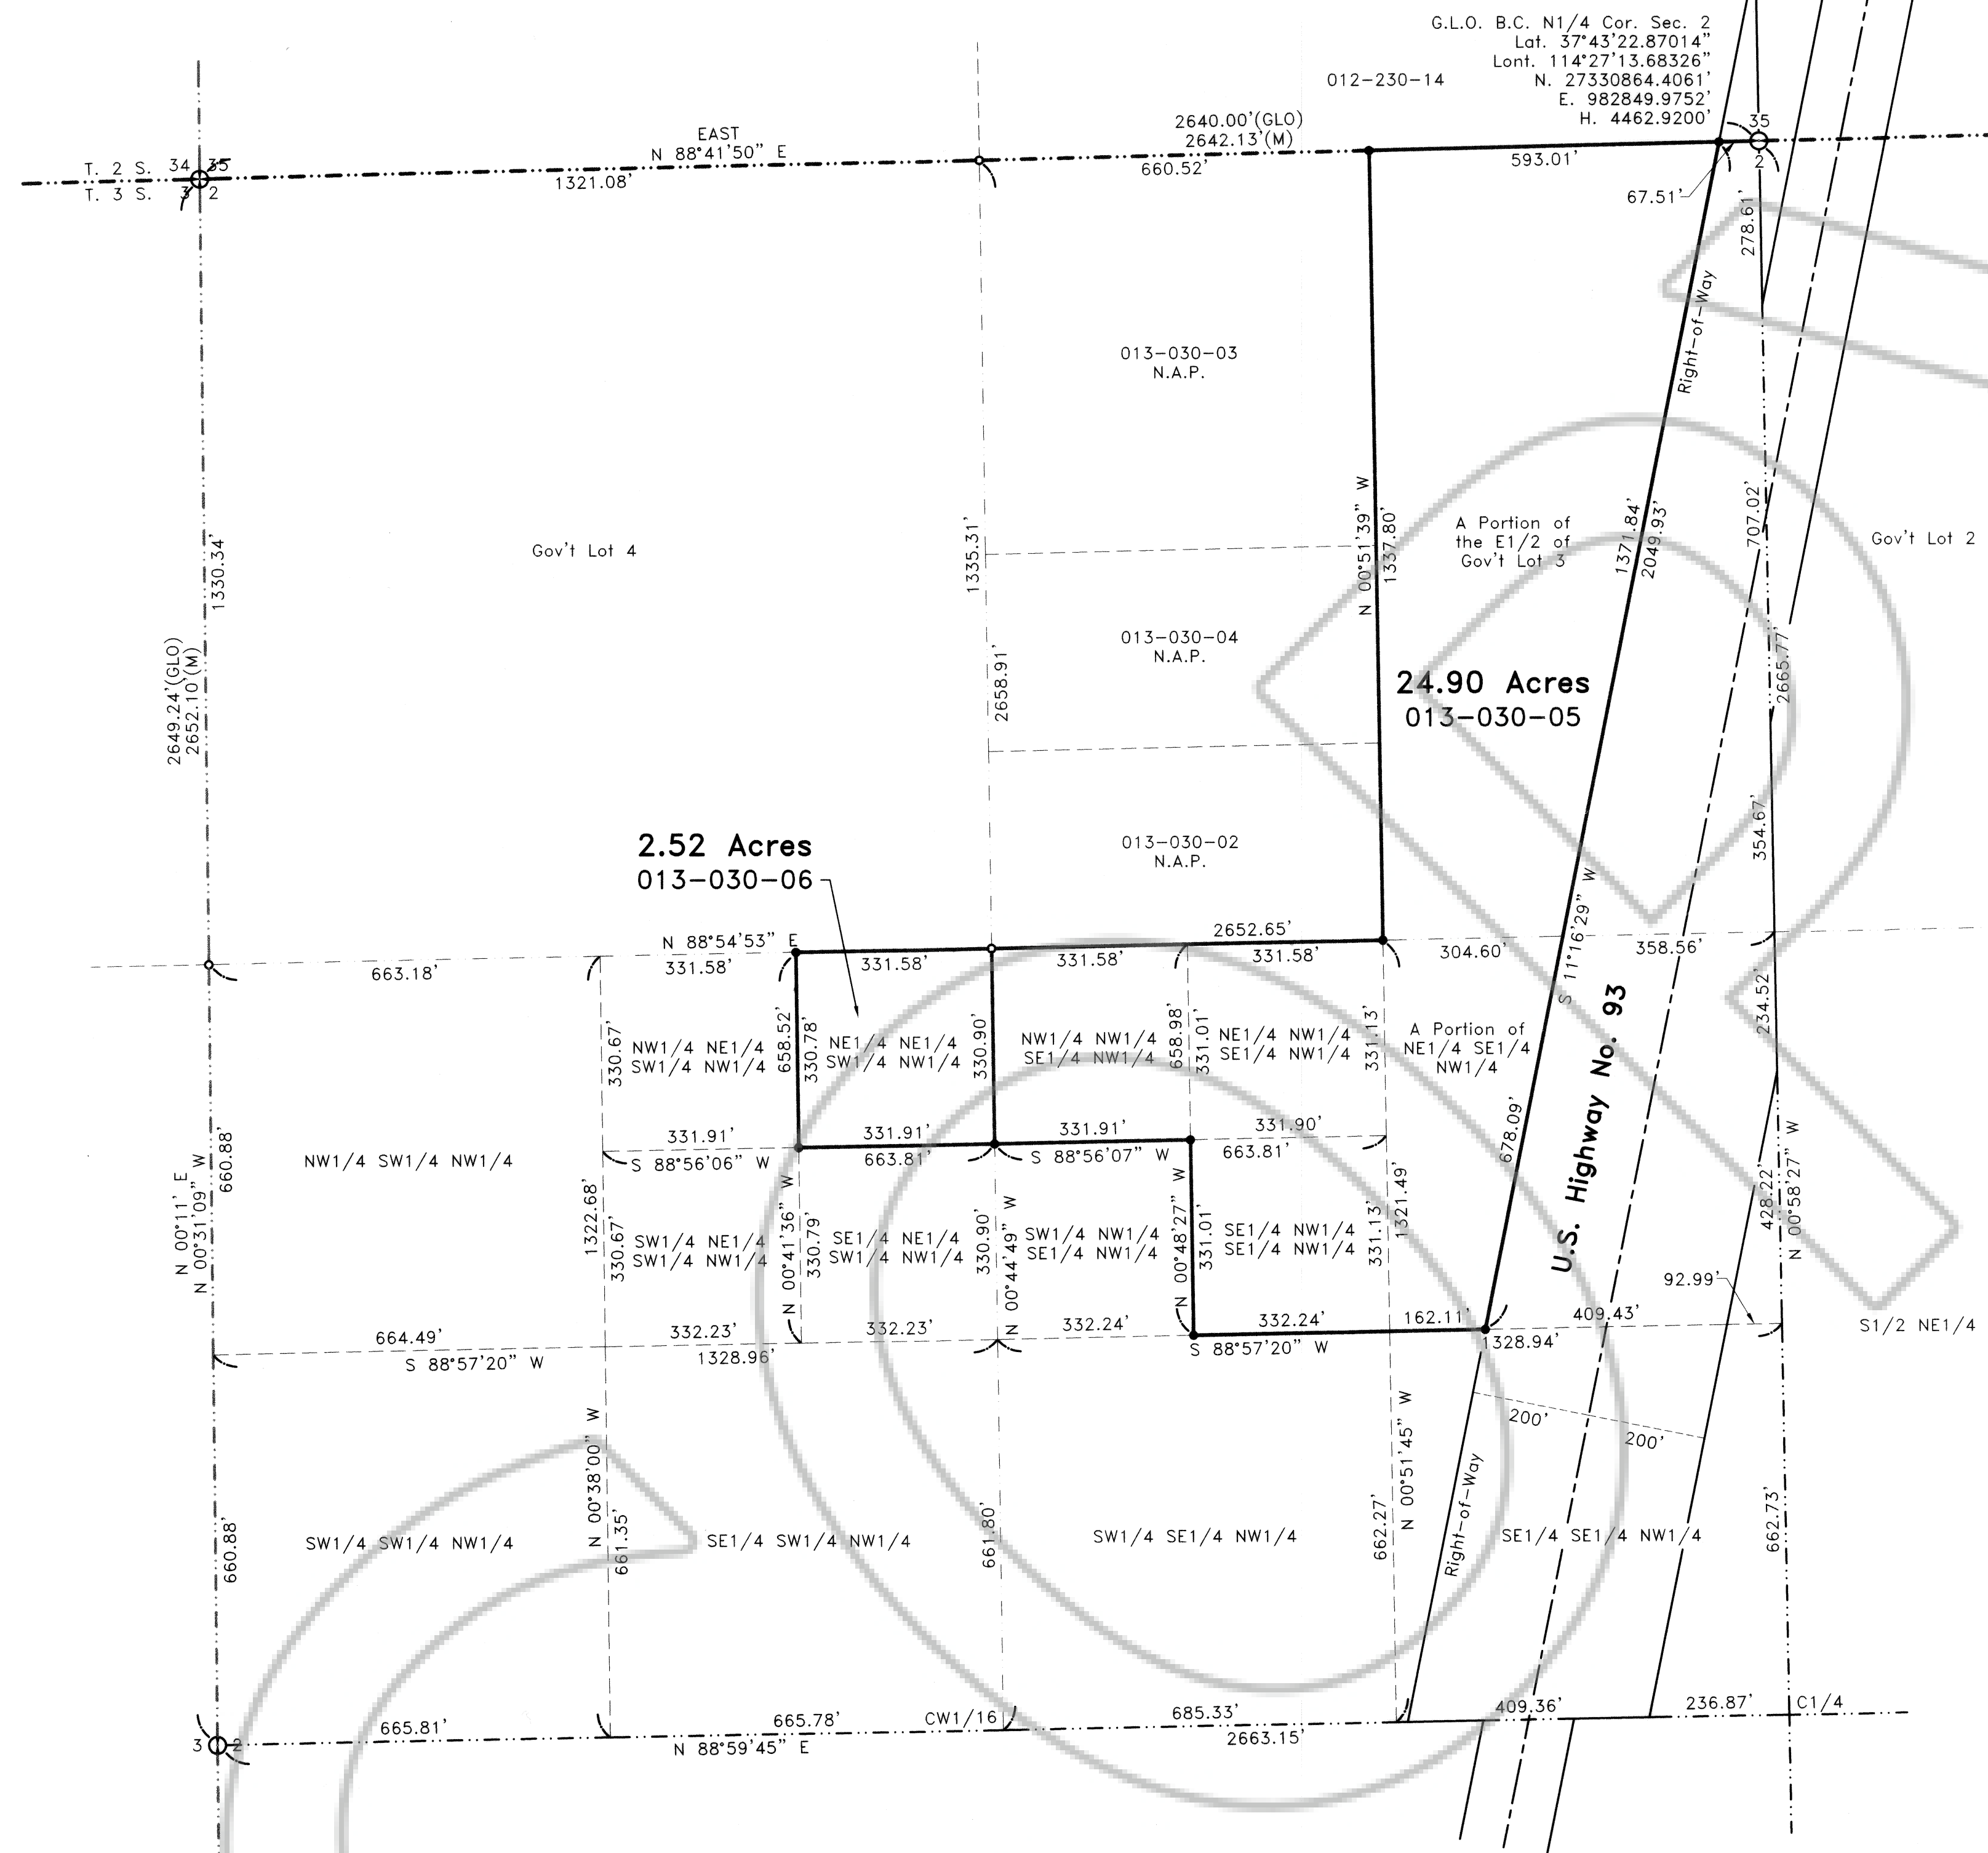 G.L.O. B.C. N1/4 Cor. Sec. 2
Lat. 37°43'22.87014"
Lont. 114°27'13.68326"
N. 27330864.4061'
E. 982849.9752'
H. 4462.9200'
012-230-14
T. 2 S. 34 35
T. 3 S. 3 2
EAST
N 88°41'50" E
1321.08'
2640.00'(GLO)
2642.13'(M)
660.52'
593.01'
67.51'
35
2
278.61'
Right-of-Way
013-030-03
N.A.P.
1330.34'
Gov't Lot 4
1335.31'
N 00°51'39" W
1337.80'
A Portion of
the E1/2 of
Gov't Lot 3
1371.84'
2049.93'
707.02'
Gov't Lot 2
2649.24'(GLO)
2652.10'(M)
2658.91'
013-030-04
N.A.P.
24.90 Acres
013-030-05
2665.77'
2.52 Acres
013-030-06
013-030-02
N.A.P.
354.67'
S 11°16'29" W
N 88°54'53" E
2652.65'
663.18'
331.58'
331.58'
331.58'
331.58'
304.60'
358.56'
234.52'
U.S. Highway No. 93
330.67'
NW1/4 NE1/4
SW1/4 NW1/4
658.52'
330.78'
NE1/4 NE1/4
SW1/4 NW1/4
330.90'
NW1/4 NW1/4
SE1/4 NW1/4
658.98'
331.01'
NE1/4 NW1/4
SE1/4 NW1/4
331.13'
A Portion of
NE1/4 SE1/4
NW1/4
678.09'
331.91'
331.91'
331.91'
331.90'
S 88°56'06" W
663.81'
S 88°56'07" W
663.81'
NW1/4 SW1/4 NW1/4
N 00°11' E
N 00°31'09" W
660.88'
1322.68'
330.67'
SW1/4 NE1/4
SW1/4 NW1/4
N 00°41'36" W
330.79'
SE1/4 NE1/4
SW1/4 NW1/4
330.90'
N 00°44'49" W
SW1/4 NW1/4
SE1/4 NW1/4
N 00°48'27" W
331.01'
SE1/4 NW1/4
SE1/4 NW1/4
331.13'
1321.49'
428.22'
N 00°58'27" W
92.99'
664.49'
332.23'
332.23'
332.24'
332.24'
162.11'
409.43'
S1/2 NE1/4
S 88°57'20" W
1328.96'
S 88°57'20" W
1328.94'
200'
200'
N 00°38'00" W
N 00°51'45" W
Right-of-Way
660.88'
SW1/4 SW1/4 NW1/4
661.35'
SE1/4 SW1/4 NW1/4
661.80'
SW1/4 SE1/4 NW1/4
662.27'
SE1/4 SE1/4 NW1/4
662.73'
3 2
665.81'
665.78'
CW1/16
685.33'
409.36'
236.87'
C1/4
N 88°59'45" E
2663.15'